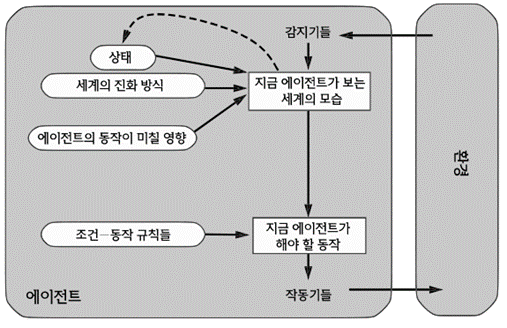 감지기들
상태
세계의 진화 방식
지금 에이전트가 보는
세계의 모습
에이전트의 동작이 미칠 영향
환경
조건—동작 규칙들
지금 에이전트가
해야 할 동작
에이전트
작동기들